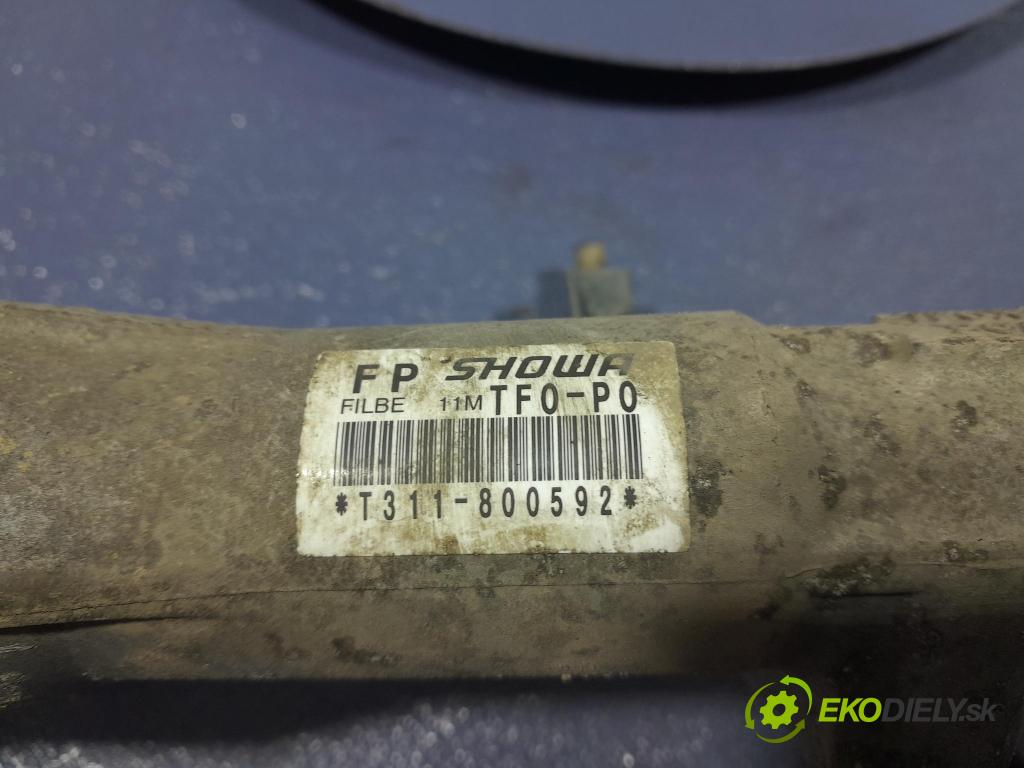 FP SHOWA
FILBE 11M TF0-P0
*T311-800592*
EKODIELY.sk